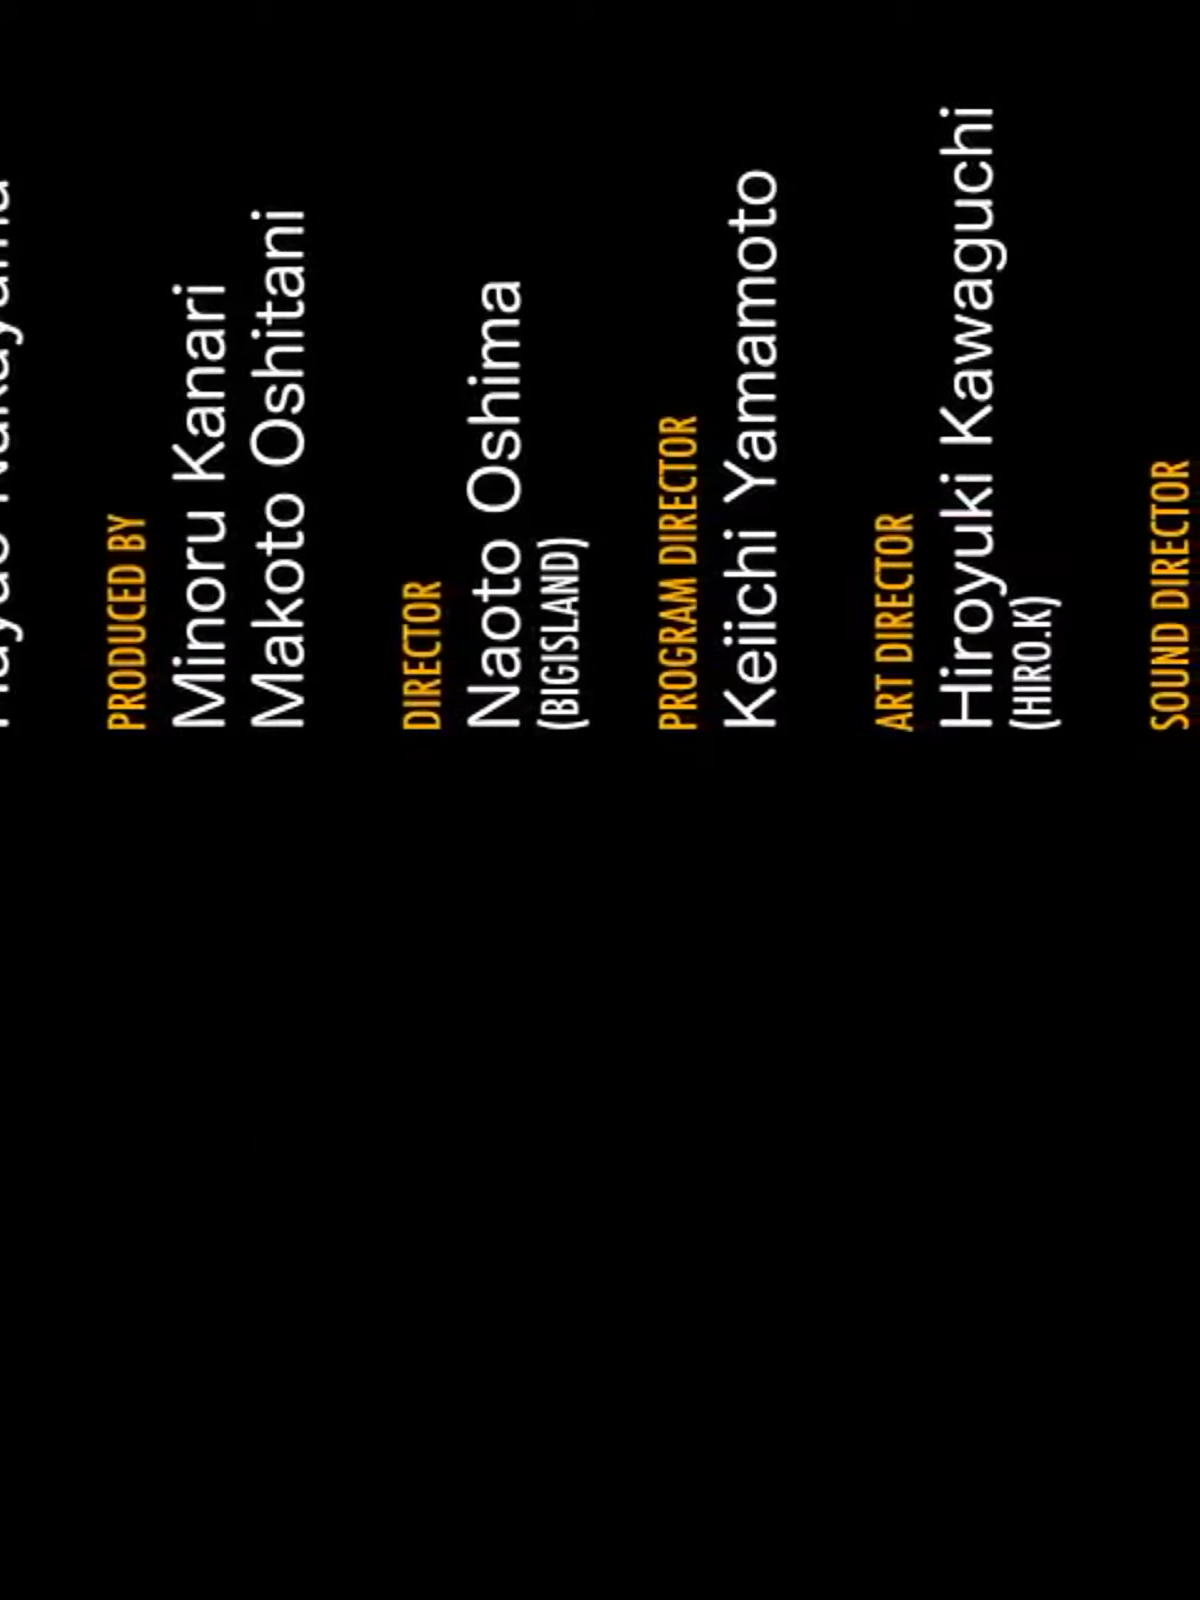 PRODUCED BY
Minoru Kanari
Makoto Oshitani
DIRECTOR
Naoto Oshima
(BIGISLAND)
PROGRAM DIRECTOR
Keiichi Yamamoto
ART DIRECTOR
Hiroyuki Kawaguchi
(HIRO.K)
SOUND DIRECTOR